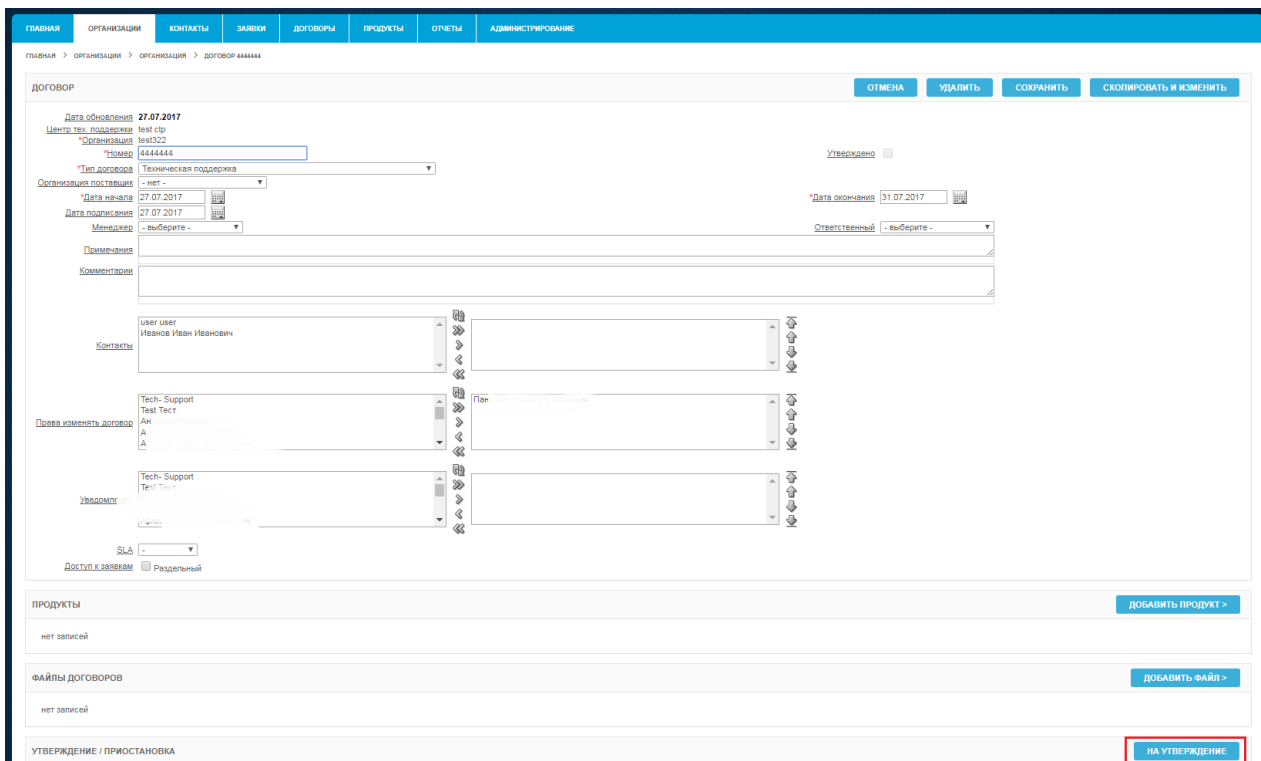 ГЛАВНАЯ ОРГАНИЗАЦИИ КОНТАКТЫ ЗАЯВКИ ДОГОВОРЫ ПРОДУКТЫ ОТЧЕТЫ АДМИНИСТРИРОВАНИЕ
ГЛАВНАЯ > ОРГАНИЗАЦИИ > ОРГАНИЗАЦИЯ > ДОГОВОР 4444444
ДОГОВОР ОТМЕНА УДАЛИТЬ СОХРАНИТЬ СКОПИРОВАТЬ И ИЗМЕНИТЬ
Дата обновления 27.07.2017
Центр тех. поддержки test ctp
*Организация test322
*Номер 4444444 Утверждено
*Тип договора Техническая поддержка
Организация поставщик - нет -
*Дата начала 27.07.2017 *Дата окончания 31.07.2017
Дата подписания 27.07.2017
Менеджер - выберите - Ответственный - выберите -
Примечания
Комментарии
user user
Иванов Иван Иванович
Контакты
Tech- Support Пан
Test Тест
Права изменять договор Ан
А
А
Tech- Support
Test Тест
SLA -
Доступ к заявкам Раздельный
ПРОДУКТЫ ДОБАВИТЬ ПРОДУКТ >
нет записей
ФАЙЛЫ ДОГОВОРОВ ДОБАВИТЬ ФАЙЛ >
нет записей
УТВЕРЖДЕНИЕ / ПРИОСТАНОВКА НА УТВЕРЖДЕНИЕ